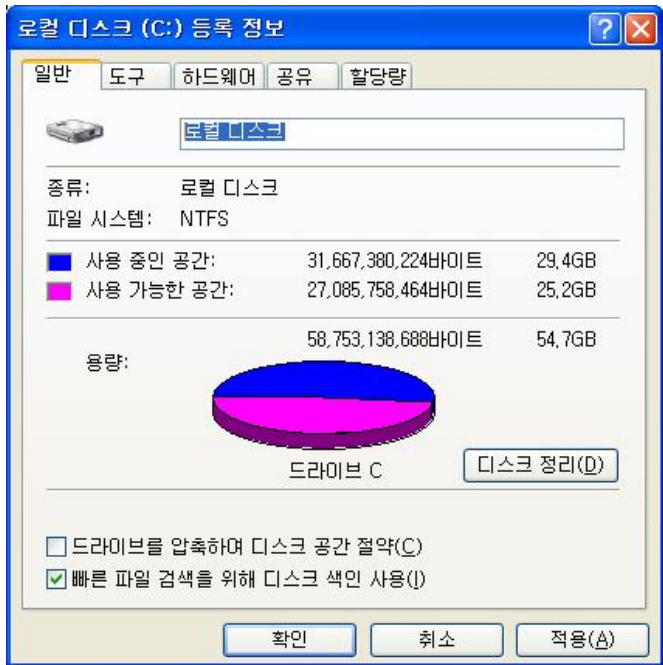 로컬 디스크 (C:) 등록 정보
일반 도구 하드웨어 공유 할당량
로컬 디스크
종류: 로컬 디스크
파일 시스템: NTFS
사용 중인 공간: 31,667,380,224바이트 29,4GB
사용 가능한 공간: 27,085,758,464바이트 25,2GB
58,753,138,688바이트 54,7GB
용량:
드라이브 C
디스크 정리(D)
드라이브를 압축하여 디스크 공간 절약(C)
빠른 파일 검색을 위해 디스크 색인 사용(I)
확인 취소 적용(A)